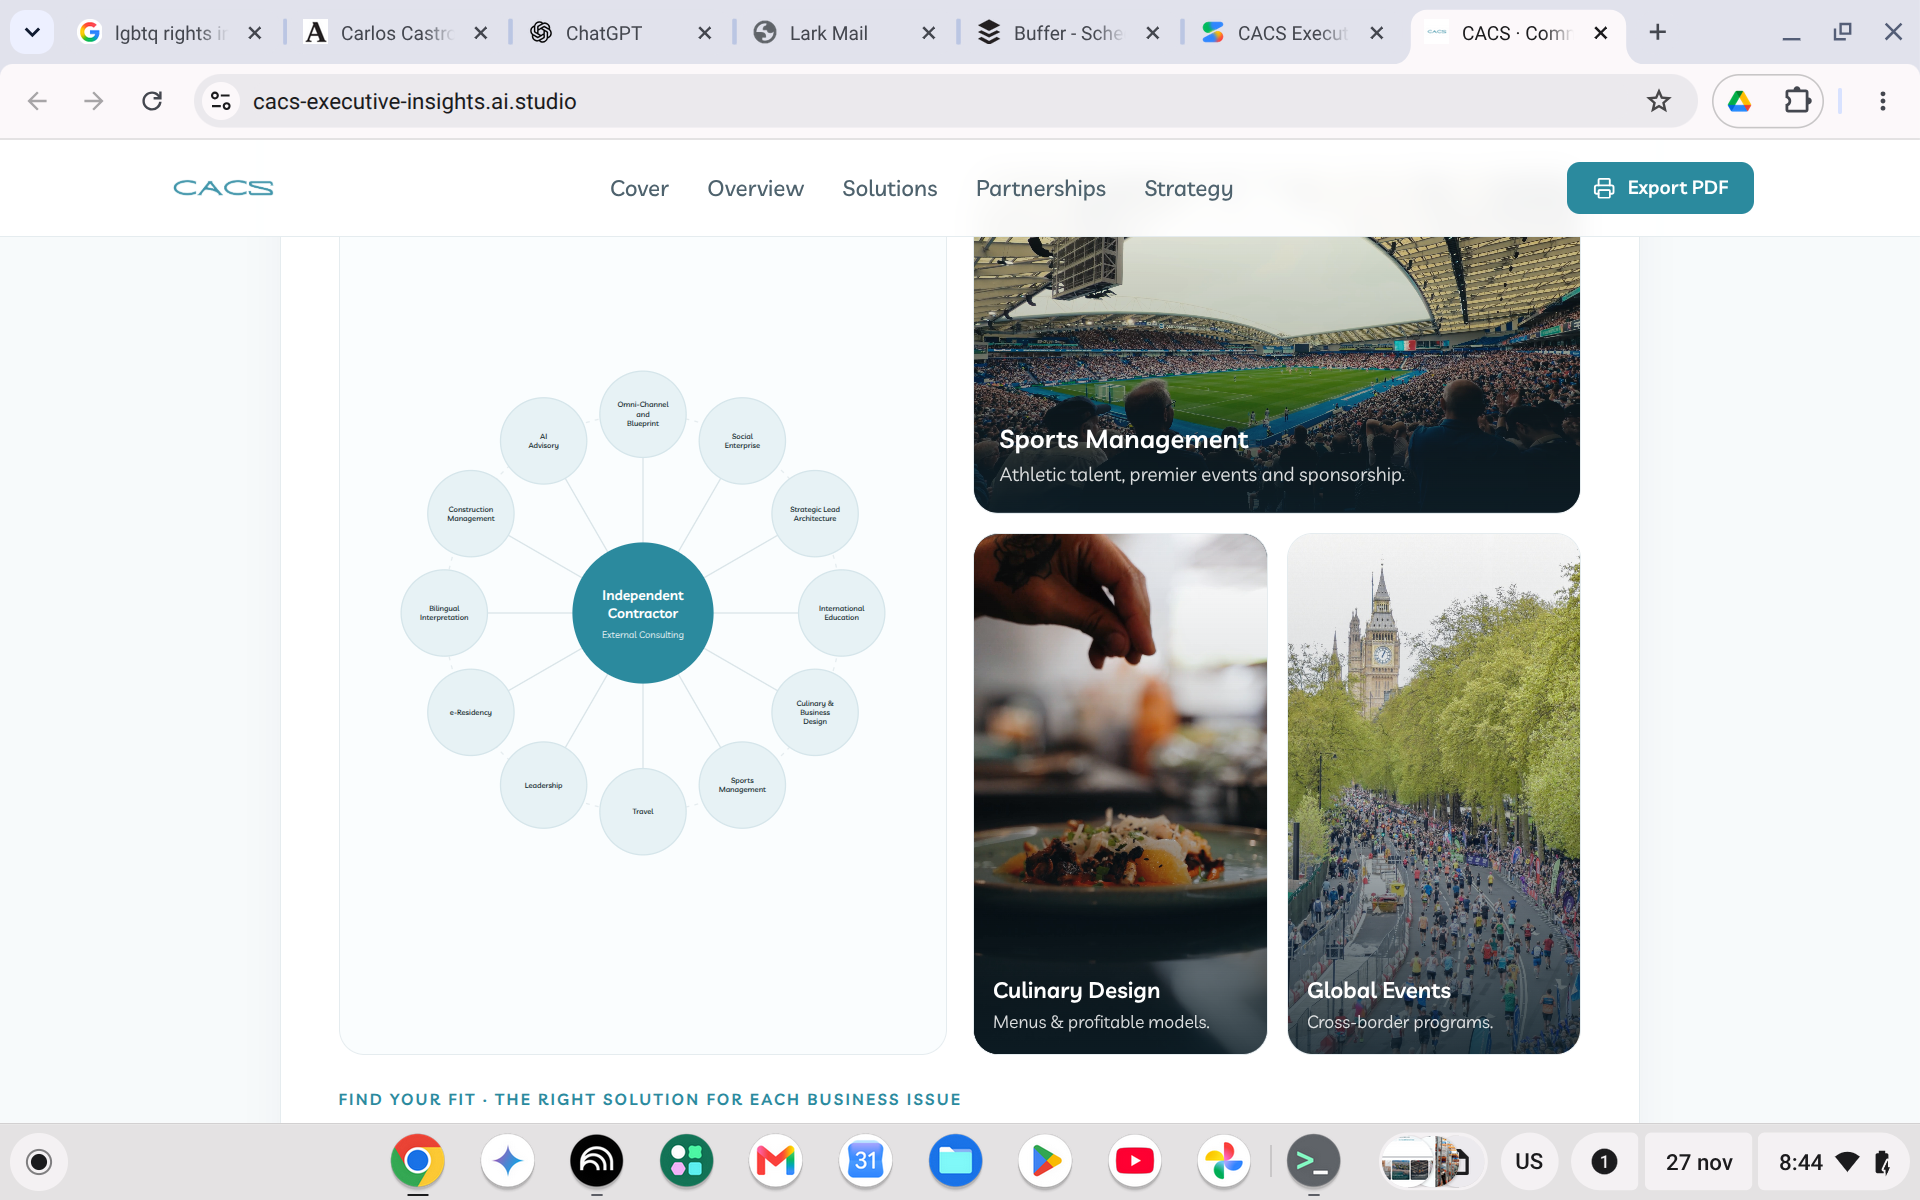 lgbtq rights in
Carlos Castro
ChatGPT
Lark Mail
Buffer - Sche
CACS Execut
CACS · Comm
cacs-executive-insights.ai.studio
CACS
Cover
Overview
Solutions
Partnerships
Strategy
Export PDF
Omni-Channel
and
Blueprint
AI
Advisory
Social
Enterprise
Construction
Management
Strategic Lead
Architecture
Bilingual
Interpretation
Independent
Contractor
External Consulting
International
Education
e-Residency
Culinary &
Business
Design
Leadership
Travel
Sports
Management
Sports Management
Athletic talent, premier events and sponsorship.
Culinary Design
Menus & profitable models.
Global Events
Cross-border programs.
FIND YOUR FIT · THE RIGHT SOLUTION FOR EACH BUSINESS ISSUE
31
US
1
27 nov
8:44